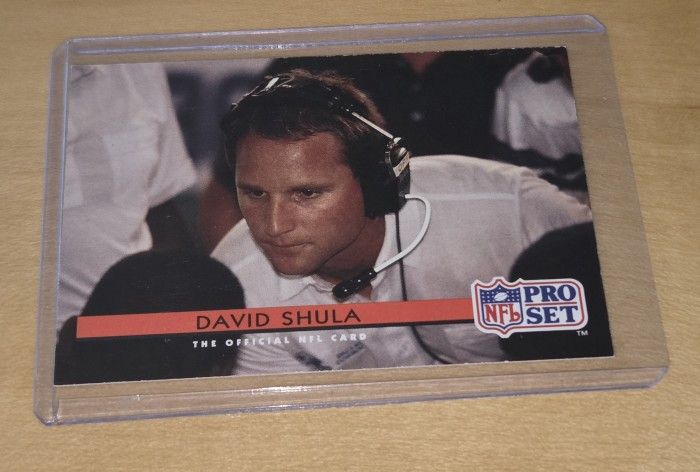 DAVID SHULA
THE OFFICIAL NFL CARD
NFL
PRO
SET
TM